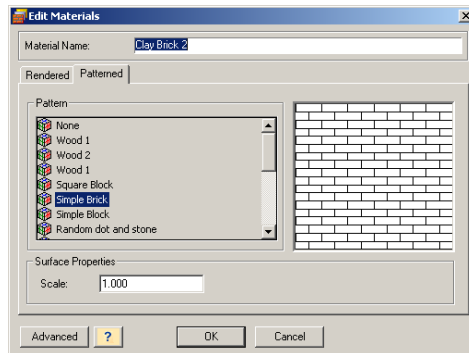 Edit Materials
Material Name: Clay Brick 2
Rendered Patterned
Pattern
None
Wood 1
Wood 2
Wood 1
Square Block
Simple Brick
Simple Block
Random dot and stone
Surface Properties
Scale: 1.000
Advanced ? OK Cancel